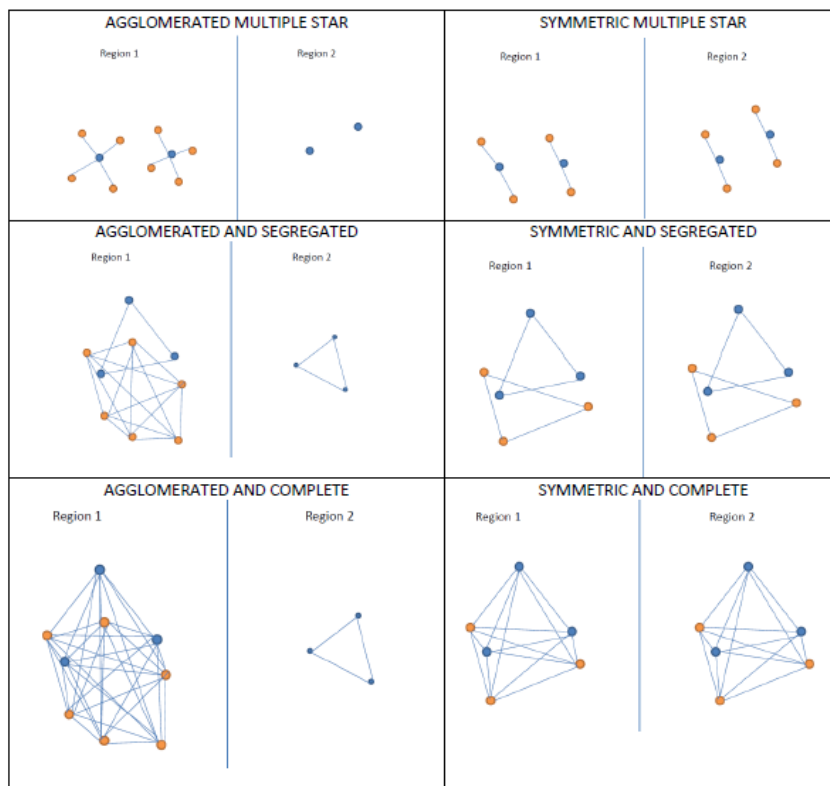 AGGLOMERATED MULTIPLE STAR
Region 1
Region 2
SYMMETRIC MULTIPLE STAR
Region 1
Region 2
AGGLOMERATED AND SEGREGATED
Region 1
Region 2
SYMMETRIC AND SEGREGATED
Region 1
Region 2
AGGLOMERATED AND COMPLETE
Region 1
Region 2
SYMMETRIC AND COMPLETE
Region 1
Region 2